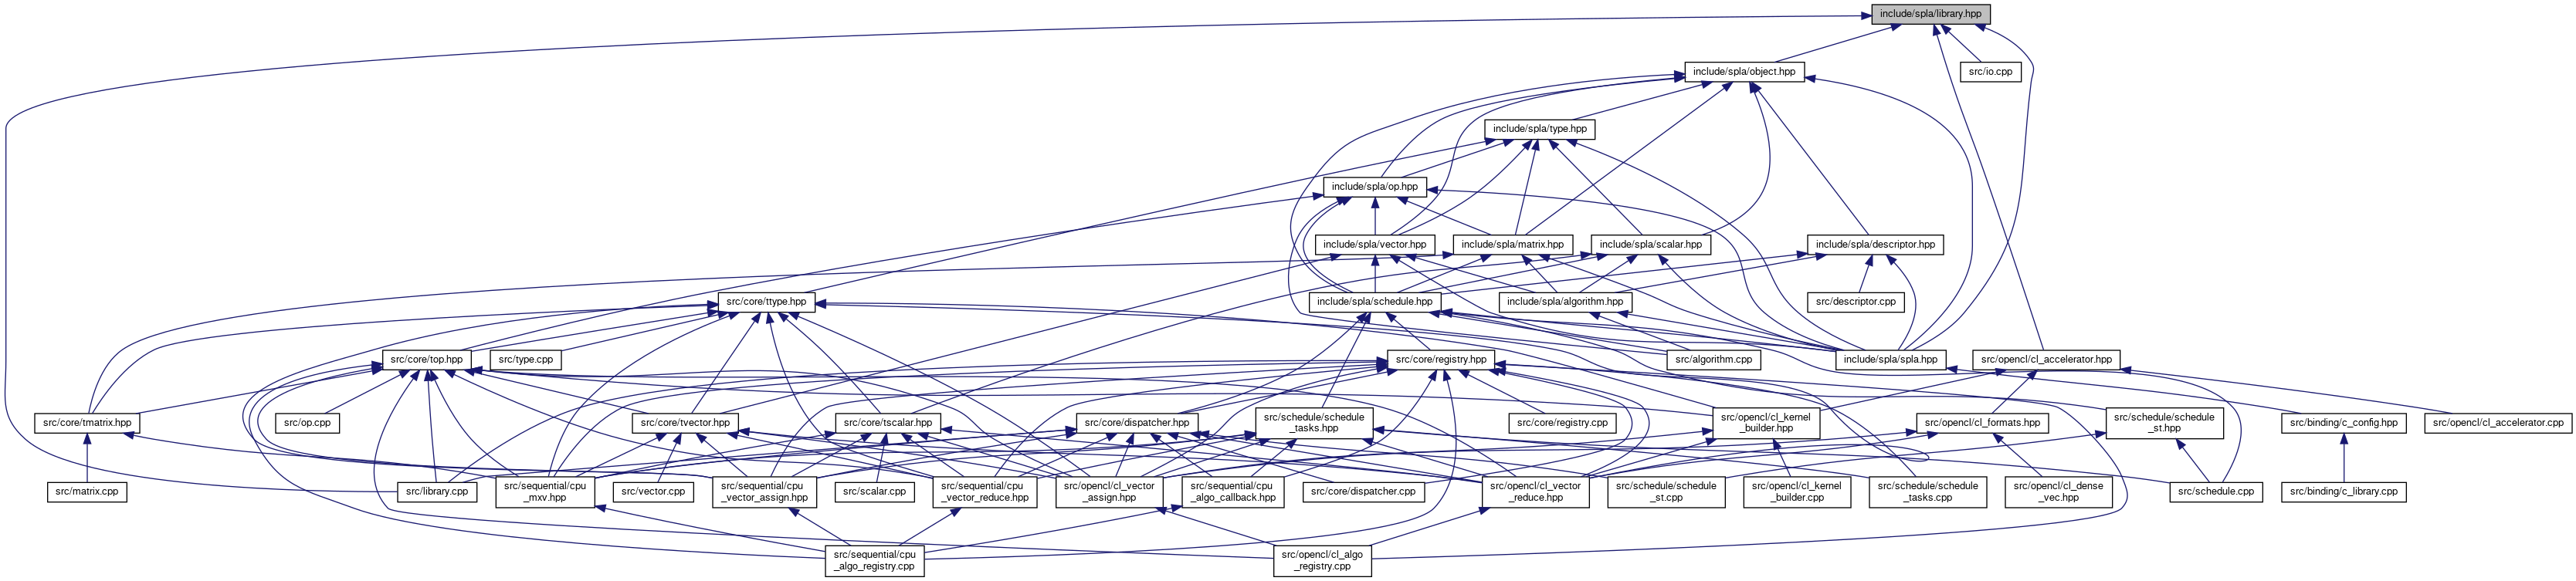 include/spla/library.hpp
include/spla/object.hpp
src/io.cpp
include/spla/type.hpp
include/spla/op.hpp
include/spla/vector.hpp
include/spla/matrix.hpp
include/spla/scalar.hpp
include/spla/descriptor.hpp
src/core/ttype.hpp
include/spla/schedule.hpp
include/spla/algorithm.hpp
src/descriptor.cpp
src/core/top.hpp
src/type.cpp
src/core/registry.hpp
src/algorithm.cpp
include/spla/spla.hpp
src/opencl/cl_accelerator.hpp
src/core/tmatrix.hpp
src/op.cpp
src/core/tvector.hpp
src/core/tscalar.hpp
src/core/dispatcher.hpp
src/schedule/schedule
_tasks.hpp
src/core/registry.cpp
src/opencl/cl_kernel
_builder.hpp
src/opencl/cl_formats.hpp
src/schedule/schedule
_st.hpp
src/binding/c_config.hpp
src/opencl/cl_accelerator.cpp
src/matrix.cpp
src/library.cpp
src/sequential/cpu
_mxv.hpp
src/vector.cpp
src/sequential/cpu
_vector_assign.hpp
src/scalar.cpp
src/sequential/cpu
_vector_reduce.hpp
src/opencl/cl_vector
_assign.hpp
src/sequential/cpu
_algo_callback.hpp
src/core/dispatcher.cpp
src/opencl/cl_vector
_reduce.hpp
src/schedule/schedule
_st.cpp
src/opencl/cl_kernel
_builder.cpp
src/schedule/schedule
_tasks.cpp
src/opencl/cl_dense
_vec.hpp
src/schedule.cpp
src/binding/c_library.cpp
src/sequential/cpu
_algo_registry.cpp
src/opencl/cl_algo
_registry.cpp